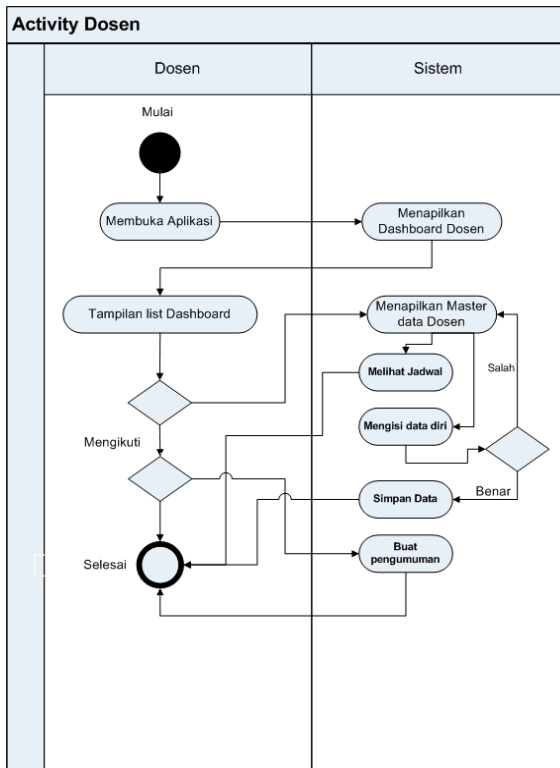 Activity Dosen
Dosen
Sistem
Mulai
Membuka Aplikasi
Menapilkan
Dashboard Dosen
Tampilan list Dashboard
Menapilkan Master
data Dosen
Melihat Jadwal
Salah
Mengisi data diri
Mengikuti
Simpan Data
Benar
Buat
pengumuman
Selesai